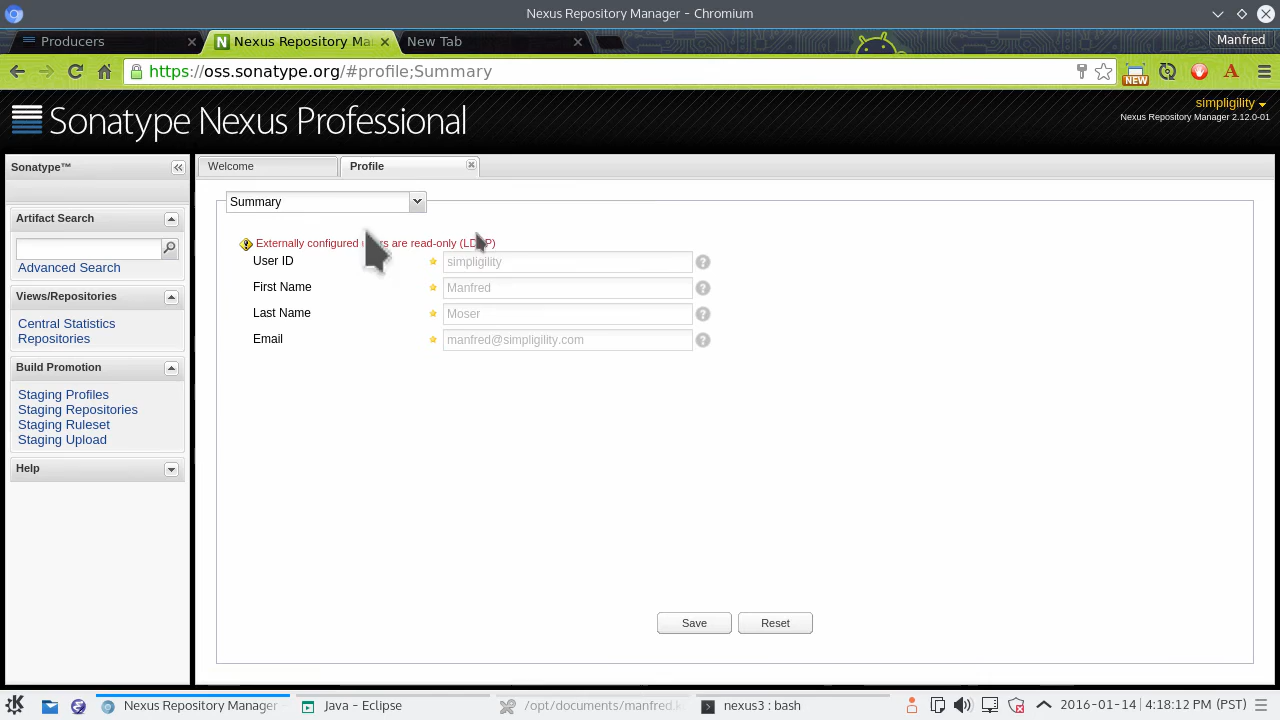 Nexus Repository Manager - Chromium
Producers
Nexus Repository Ma
New Tab
Manfred
https://oss.sonatype.org/#profile;Summary
NEW
A
Sonatype Nexus Professional
simpligility
Nexus Repository Manager 2.12.0-01
Sonatype™
Artifact Search
Advanced Search
Views/Repositories
Central Statistics
Repositories
Build Promotion
Staging Profiles
Staging Repositories
Staging Ruleset
Staging Upload
Help
Welcome
Profile
Summary
Externally configured are read-only
User ID
simpligility
First Name
Manfred
Last Name
Moser
Email
manfred@simpligility.com
Save
Reset
Nexus Repository Manager
Java - Eclipse
/opt/documents/manfred.k
nexus3 : bash
2016-01-14 4:18:12 PM (PST)